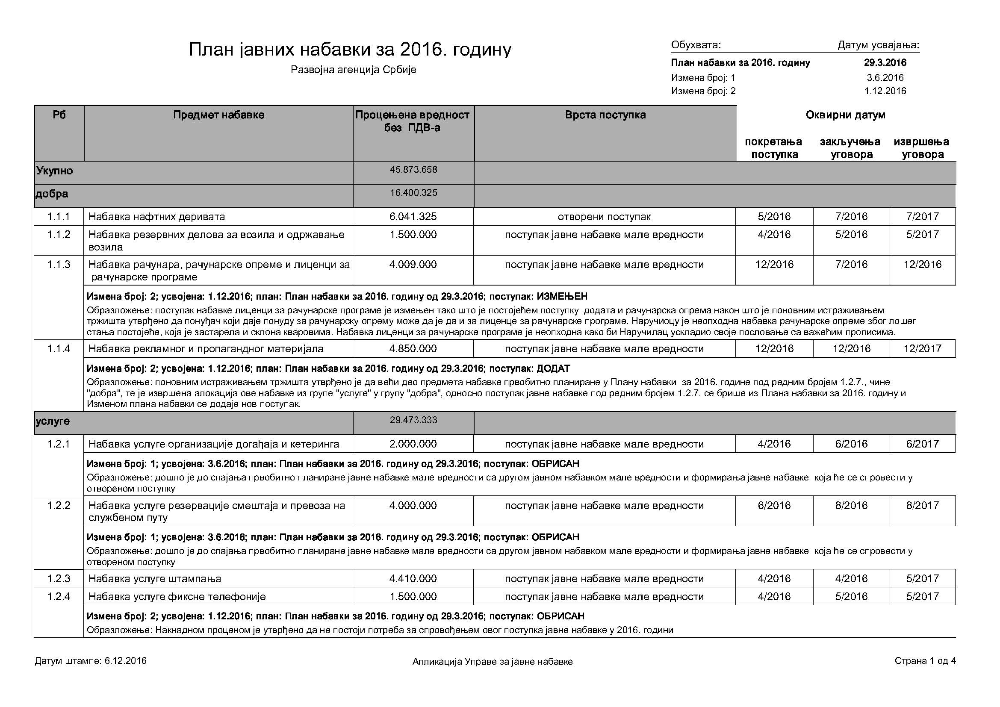 План јавних набавки за 2016. годину
Развојна агенција Србије
Обухвата: Датум усвајања:
План набавки за 2016. годину 29.3.2016
Измена број: 1 3.6.2016
Измена број: 2 1.12.2016
Рб Предмет набавке Процењена вредност без ПДВ-а Врста поступка Оквирни датум
покретања поступка закључења уговора извршења уговора
Укупно 45.873.658
добра 16.400.325
1.1.1 Набавка нафтних деривата 6.041.325 отворени поступак 5/2016 7/2016 7/2017
1.1.2 Набавка резервних делова за возила и одржавање 1.500.000 поступак јавне набавке мале вредности 4/2016 5/2016 5/2017
возила
1.1.3 Набавка рачунара, рачунарске опреме и лиценци за 4.009.000 поступак јавне набавке мале вредности 12/2016 7/2016 12/2016
рачунарске програме
Измена број: 2; усвојена: 1.12.2016; план: План набавки за 2016. годину од 29.3.2016; поступак: ИЗМЕЊЕН
Образложење: поступак набавке лиценци за рачунарске програме је измењен тако што је постојећем поступку додата и рачунарска опрема након што је поновним истраживањем
тржишта утврђено да понуђач који даје понуду за рачунарску опрему може да је да и за лиценце за рачунарске програме. Наручиоцу је неопходна набавка рачунарске опреме због лошег
стања постојеће, која је застарела и склона кваровима. Набавка лиценци за рачунарске програме је неопходна како би Наручилац ускладио своје пословање са важећим прописима.
1.1.4 Набавка рекламног и пропагандног материјала 4.850.000 поступак јавне набавке мале вредности 12/2016 12/2016 12/2017
Измена број: 2; усвојена: 1.12.2016; план: План набавки за 2016. годину од 29.3.2016; поступак: ДОДАТ
Образложење: поновним истраживањем тржишта утврђено је да већи део предмета набавке првобитно планиране у Плану набавки за 2016. године под редним бројем 1.2.7., чине
"добра", те је извршена алокација ове набавке из групе "услуге" у групу "добра", односно поступак јавне набавке под редним бројем 1.2.7. се брише из Плана набавки за 2016. годину и
Изменом плана набавки се додаје нов поступак.
услуге 29.473.333
1.2.1 Набавка услуге организације догађаја и кетеринга 2.000.000 поступак јавне набавке мале вредности 4/2016 6/2016 6/2017
Измена број: 1; усвојена: 3.6.2016; план: План набавки за 2016. годину од 29.3.2016; поступак: ОБРИСАН
Образложење: дошло је до спајања првобитно планиране јавне набавке мале вредности са другом јавном набавком мале вредности и формирања јавне набавке која ће се спровести у
отвореном поступку
1.2.2 Набавка услуге резервације смештаја и превоза на 4.000.000 поступак јавне набавке мале вредности 6/2016 8/2016 8/2017
службеном путу
Измена број: 1; усвојена: 3.6.2016; план: План набавки за 2016. годину од 29.3.2016; поступак: ОБРИСАН
Образложење: дошло је до спајања првобитно планиране јавне набавке мале вредности са другом јавном набавком мале вредности и формирања јавне набавке која ће се спровести у
отвореном поступку
1.2.3 Набавка услуге штампања 4.410.000 поступак јавне набавке мале вредности 4/2016 4/2016 5/2017
1.2.4 Набавка услуге фиксне телефоније 1.500.000 поступак јавне набавке мале вредности 4/2016 5/2016 5/2017
Измена број: 2; усвојена: 1.12.2016; план: План набавки за 2016. годину од 29.3.2016; поступак: ОБРИСАН
Образложење: Накнадном проценом је утврђено да не постоји потреба за спровођењем овог поступка јавне набавке у 2016. години
Датум штампе: 6.12.2016 Апликација Управе за јавне набавке Страна 1 од 4